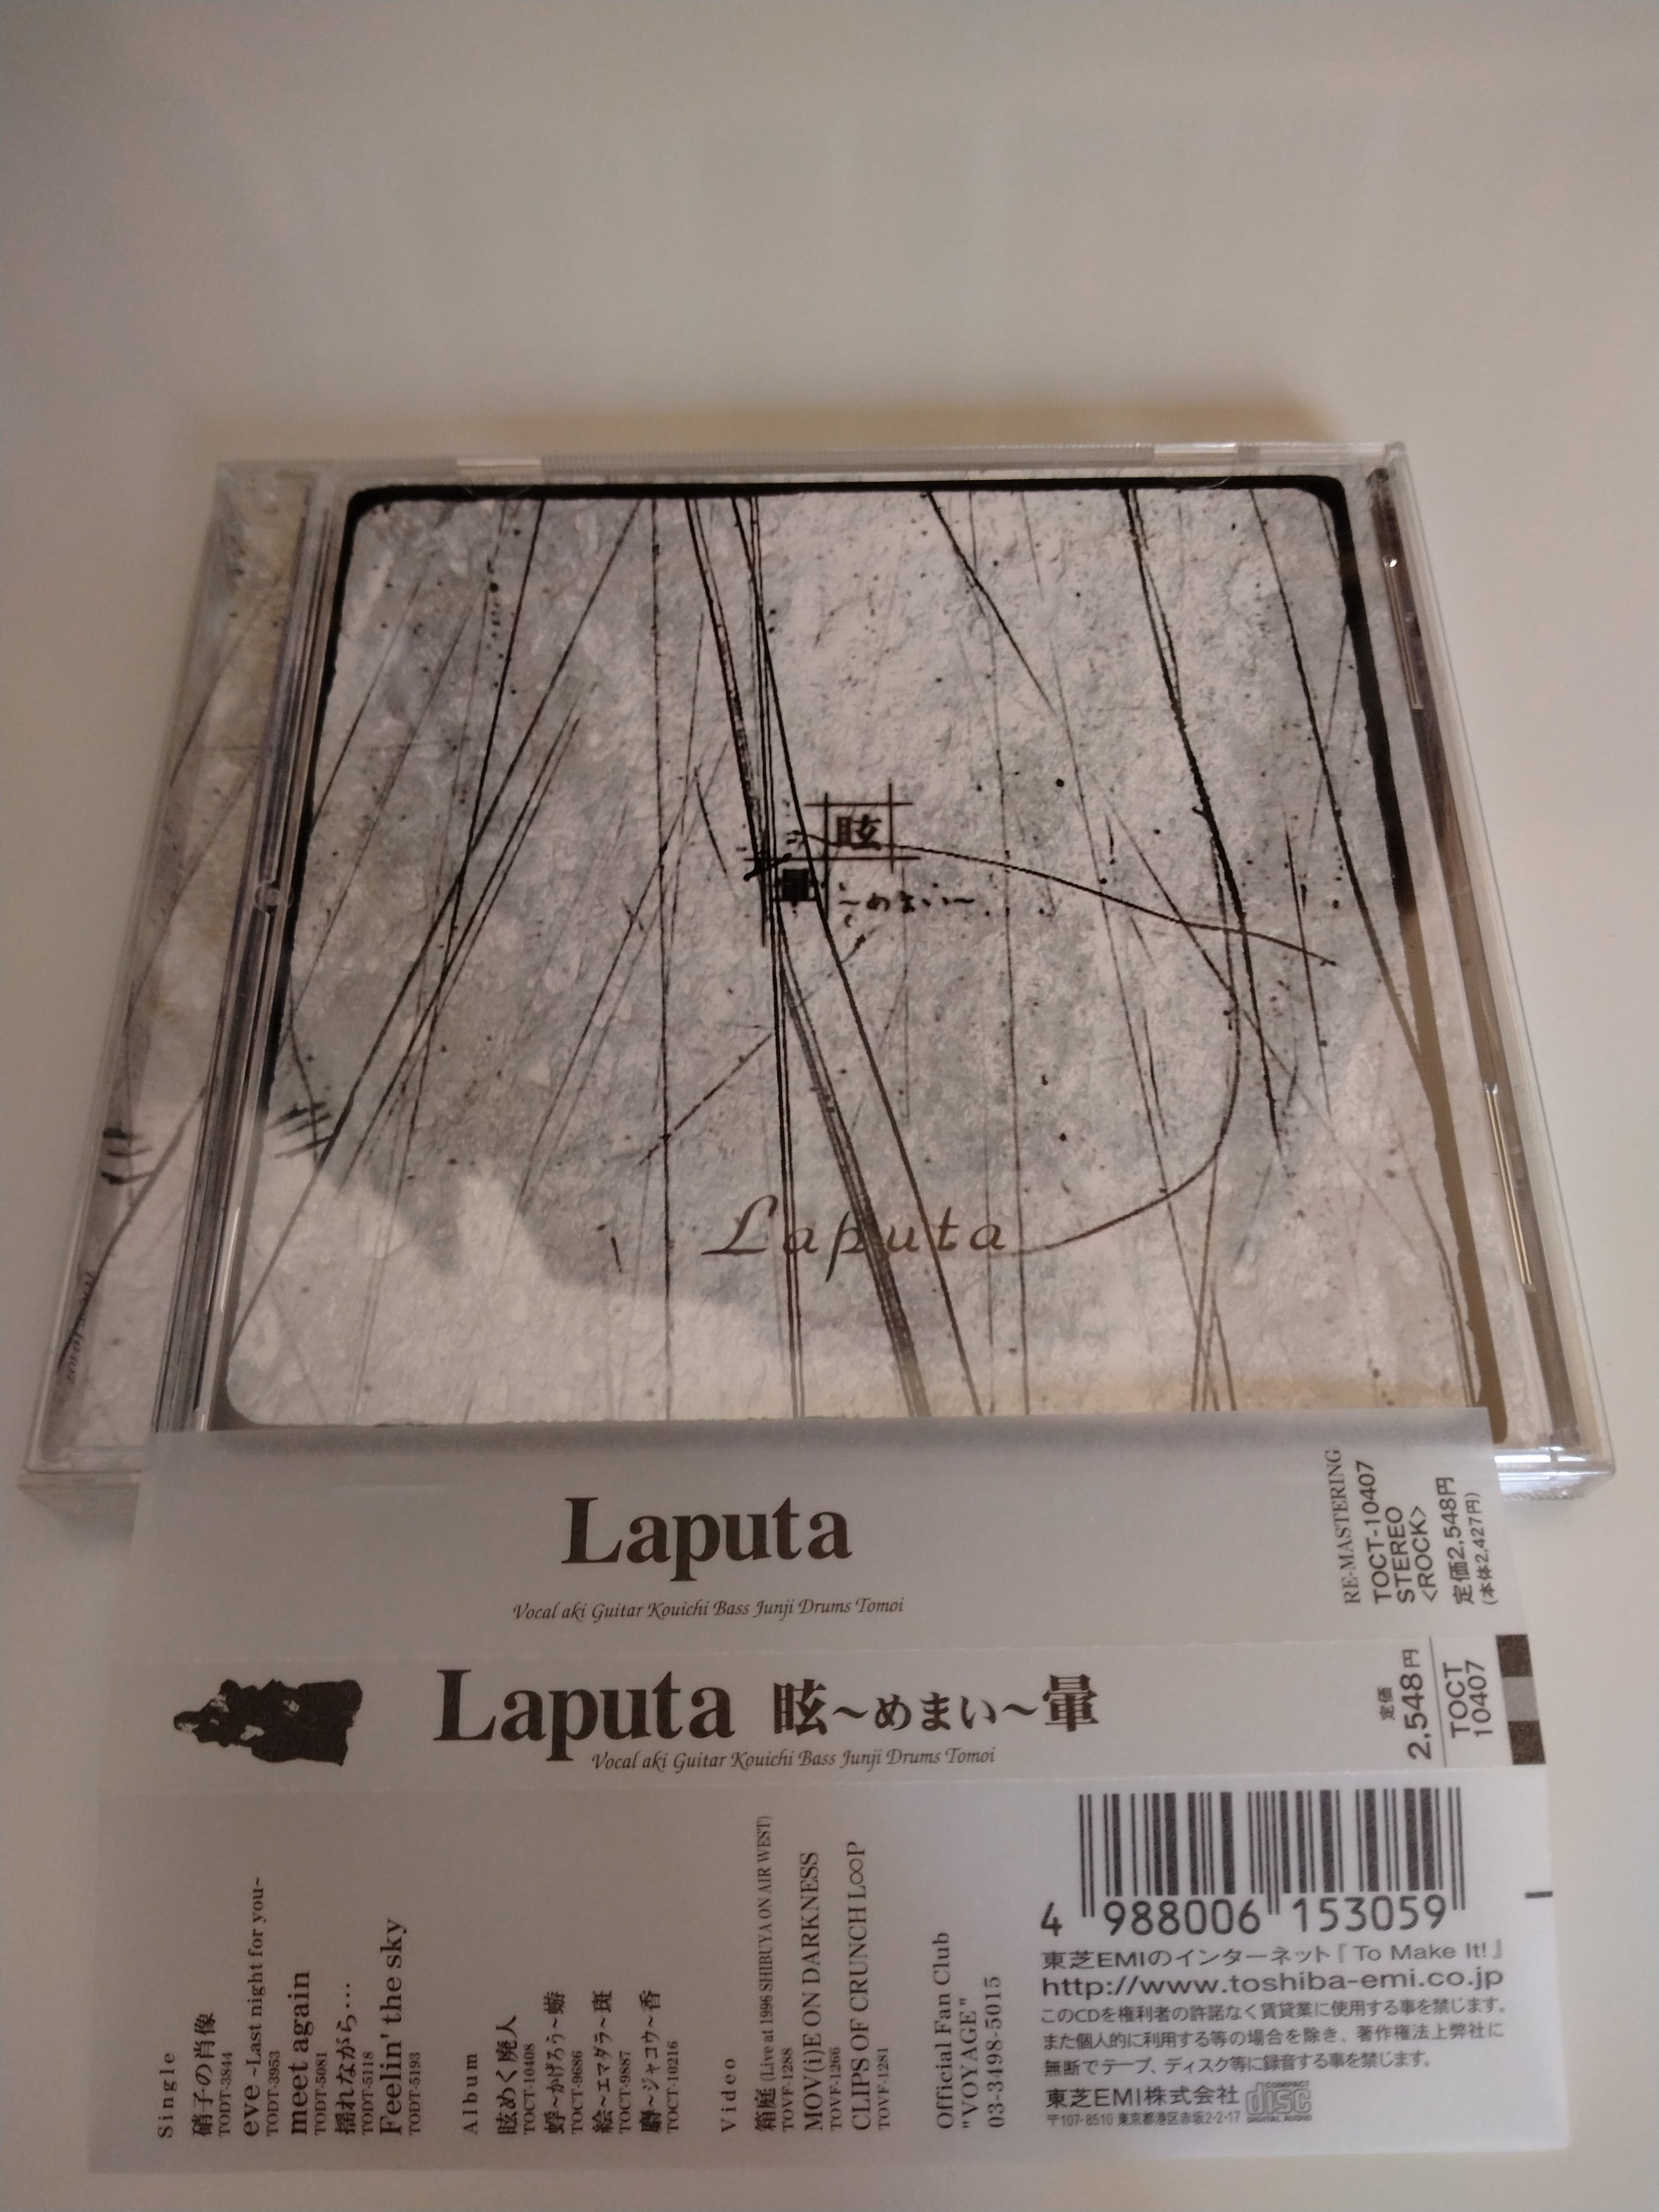 眩
暈
～めまい～
Laputa
Laputa
Vocal aki Guitar Kouichi Bass Junji Drums Tomoi
RE-MASTERING
TOCT-10407
STEREO
<ROCK>
定価2,548円
(本体2,427円)
Laputa 眩～めまい～暈
Vocal aki Guitar Kouichi Bass Junji Drums Tomoi
定価
2,548円
TOCT
10407
Single
硝子の肖像
TODT-3844
eve ~Last night for you~
TODT-3953
meet again
TODT-5081
揺れながら…
TODT-5118
Feelin' the sky
TODT-5193
Album
眩めく廃人
TOCT-10408
蜉~かげろう~蝣
TOCT-9686
絵~エマダラ~斑
TOCT-9887
麝~ジャコウ~香
TOCT-10216
Video
箱庭 (Live at 1996 SHIBUYA ON AIR WEST)
TOVF-1288
MOV(i)E ON DARKNESS
TOVF-1266
CLIPS OF CRUNCH L∞P
TOVF-1281
Official Fan Club
"VOYAGE"
03-3498-5015
4 988006 153059
東芝EMIのインターネット『To Make It!』
http://www.toshiba-emi.co.jp
このCDを権利者の許諾なく賃貸業に使用する事を禁じます。
また個人的に利用する等の場合を除き、著作権法上弊社に
無断でテープ、ディスク等に録音する事を禁じます。
東芝EMI株式会社
COMPACT
disc
DIGITAL AUDIO
〒107-8510 東京都港区赤坂2-2-17